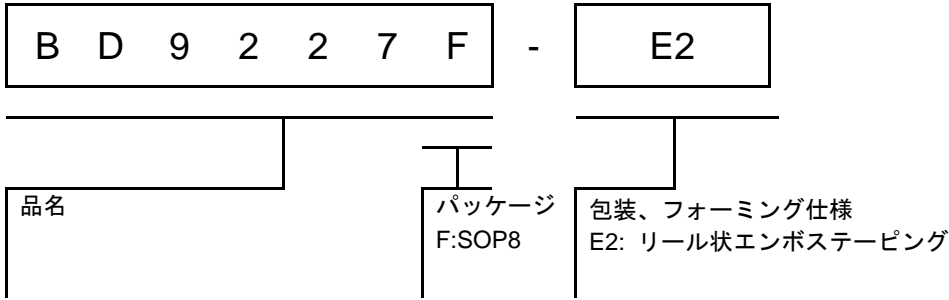 B D 9 2 2 7 F - E2
品名
パッケージ
F:SOP8
包装、フォーミング仕様
E2: リール状エンボステーピング